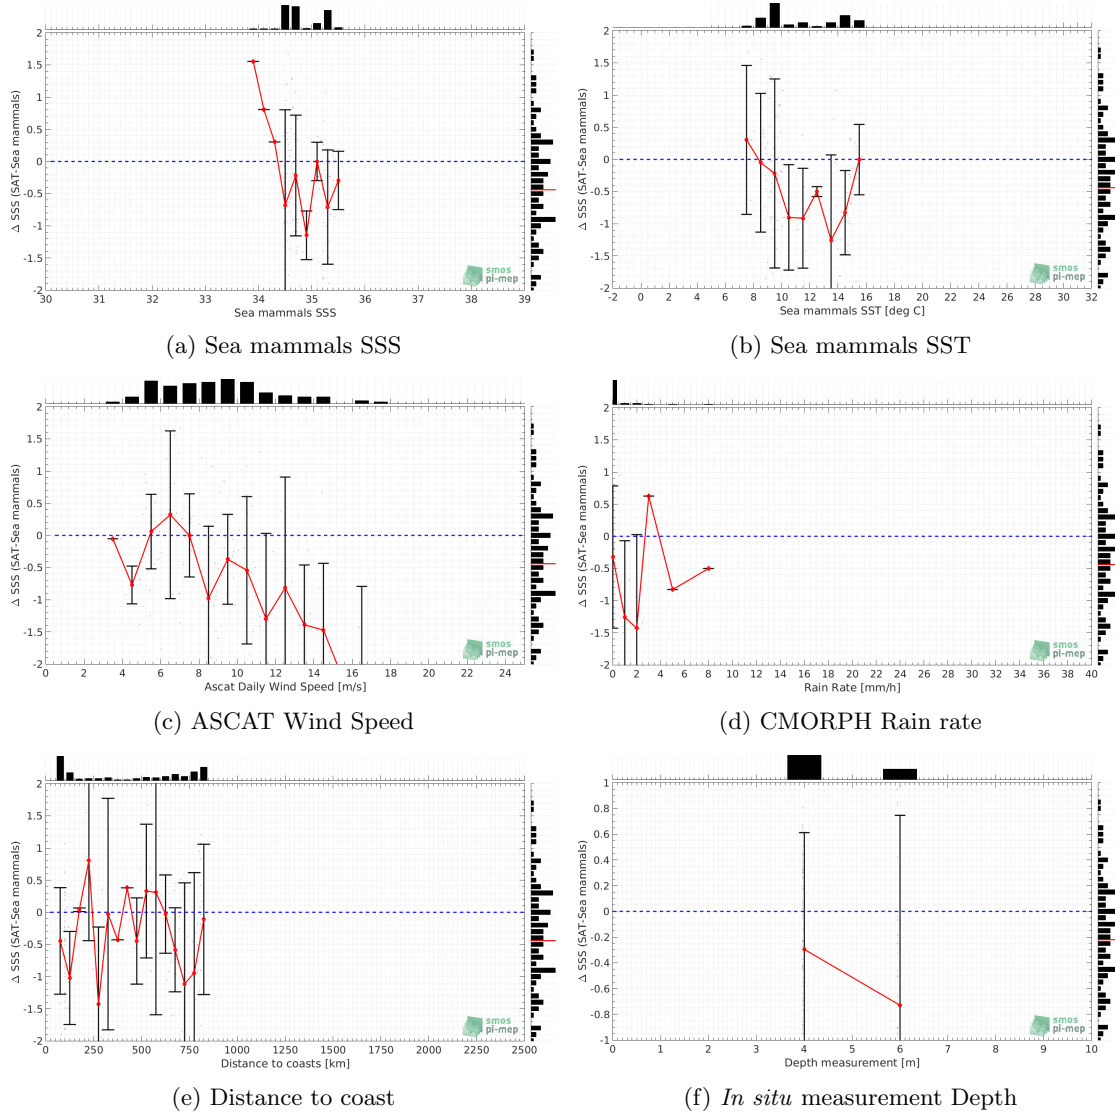 2
1.5
1
0.5
0
-0.5
-1
-1.5
-2
Δ SSS (SAT-Sea mammals)
30 31 32 33 34 35 36 37 38 39
Sea mammals SSS
smos
pi-mep
(a) Sea mammals SSS
2
1.5
1
0.5
0
-0.5
-1
-1.5
-2
Δ SSS (SAT-Sea mammals)
-2 0 2 4 6 8 10 12 14 16 18 20 22 24 26 28 30 32
Sea mammals SST [deg C]
smos
pi-mep
(b) Sea mammals SST
2
1.5
1
0.5
0
-0.5
-1
-1.5
-2
Δ SSS (SAT-Sea mammals)
0 2 4 6 8 10 12 14 16 18 20 22 24
Ascat Daily Wind Speed [m/s]
smos
pi-mep
(c) ASCAT Wind Speed
2
1.5
1
0.5
0
-0.5
-1
-1.5
-2
Δ SSS (SAT-Sea mammals)
0 2 4 6 8 10 12 14 16 18 20 22 24 26 28 30 32 34 36 38 40
Rain Rate [mm/h]
smos
pi-mep
(d) CMORPH Rain rate
2
1.5
1
0.5
0
-0.5
-1
-1.5
-2
Δ SSS (SAT-Sea mammals)
0 250 500 750 1000 1250 1500 1750 2000 2250 2500
Distance to coasts [km]
smos
pi-mep
(e) Distance to coast
1
0.8
0.6
0.4
0.2
0
-0.2
-0.4
-0.6
-0.8
-1
Δ SSS (SAT-Sea mammals)
0 1 2 3 4 5 6 7 8 9 10
Depth measurement [m]
smos
pi-mep
(f) In situ measurement Depth